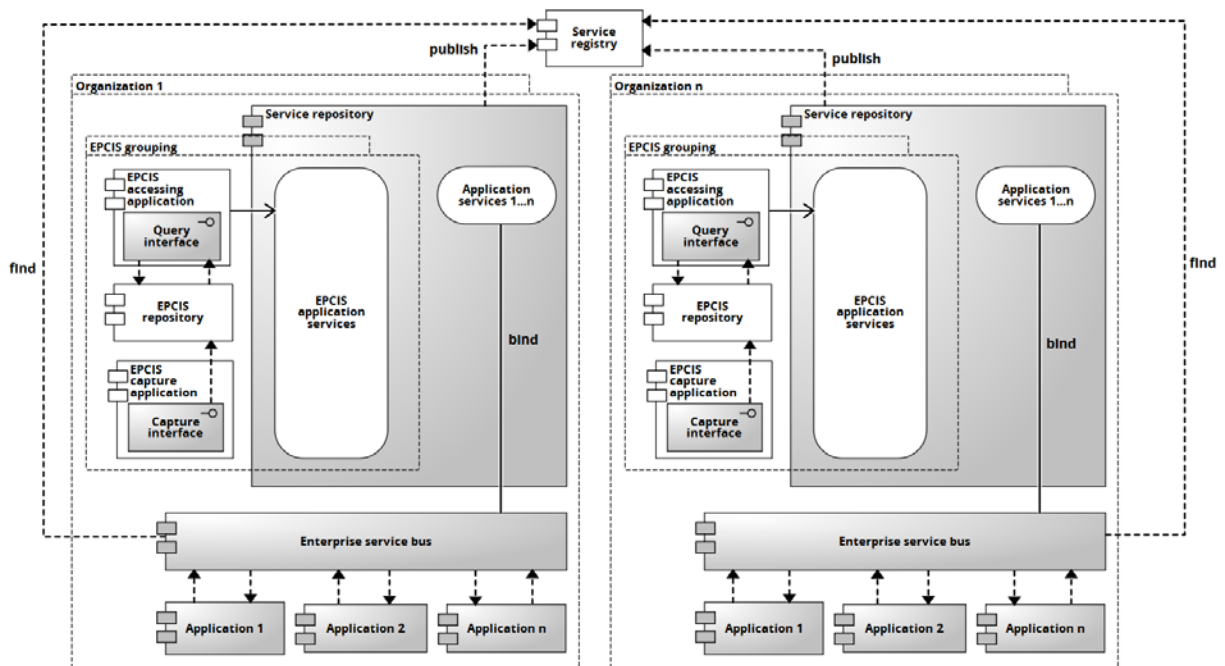 Service
registry
publish
publish
Organization 1
Service repository
EPCIS grouping
EPCIS
accessing
application
Query
interface
EPCIS
repository
EPCIS
capture
application
Capture
interface
EPCIS
application
services
Application
services 1...n
find
bind
Enterprise service bus
Application 1
Application 2
Application n
Organization n
Service repository
EPCIS grouping
EPCIS
accessing
application
Query
interface
EPCIS
repository
EPCIS
capture
application
Capture
interface
EPCIS
application
services
Application
services 1...n
find
bind
Enterprise service bus
Application 1
Application 2
Application n